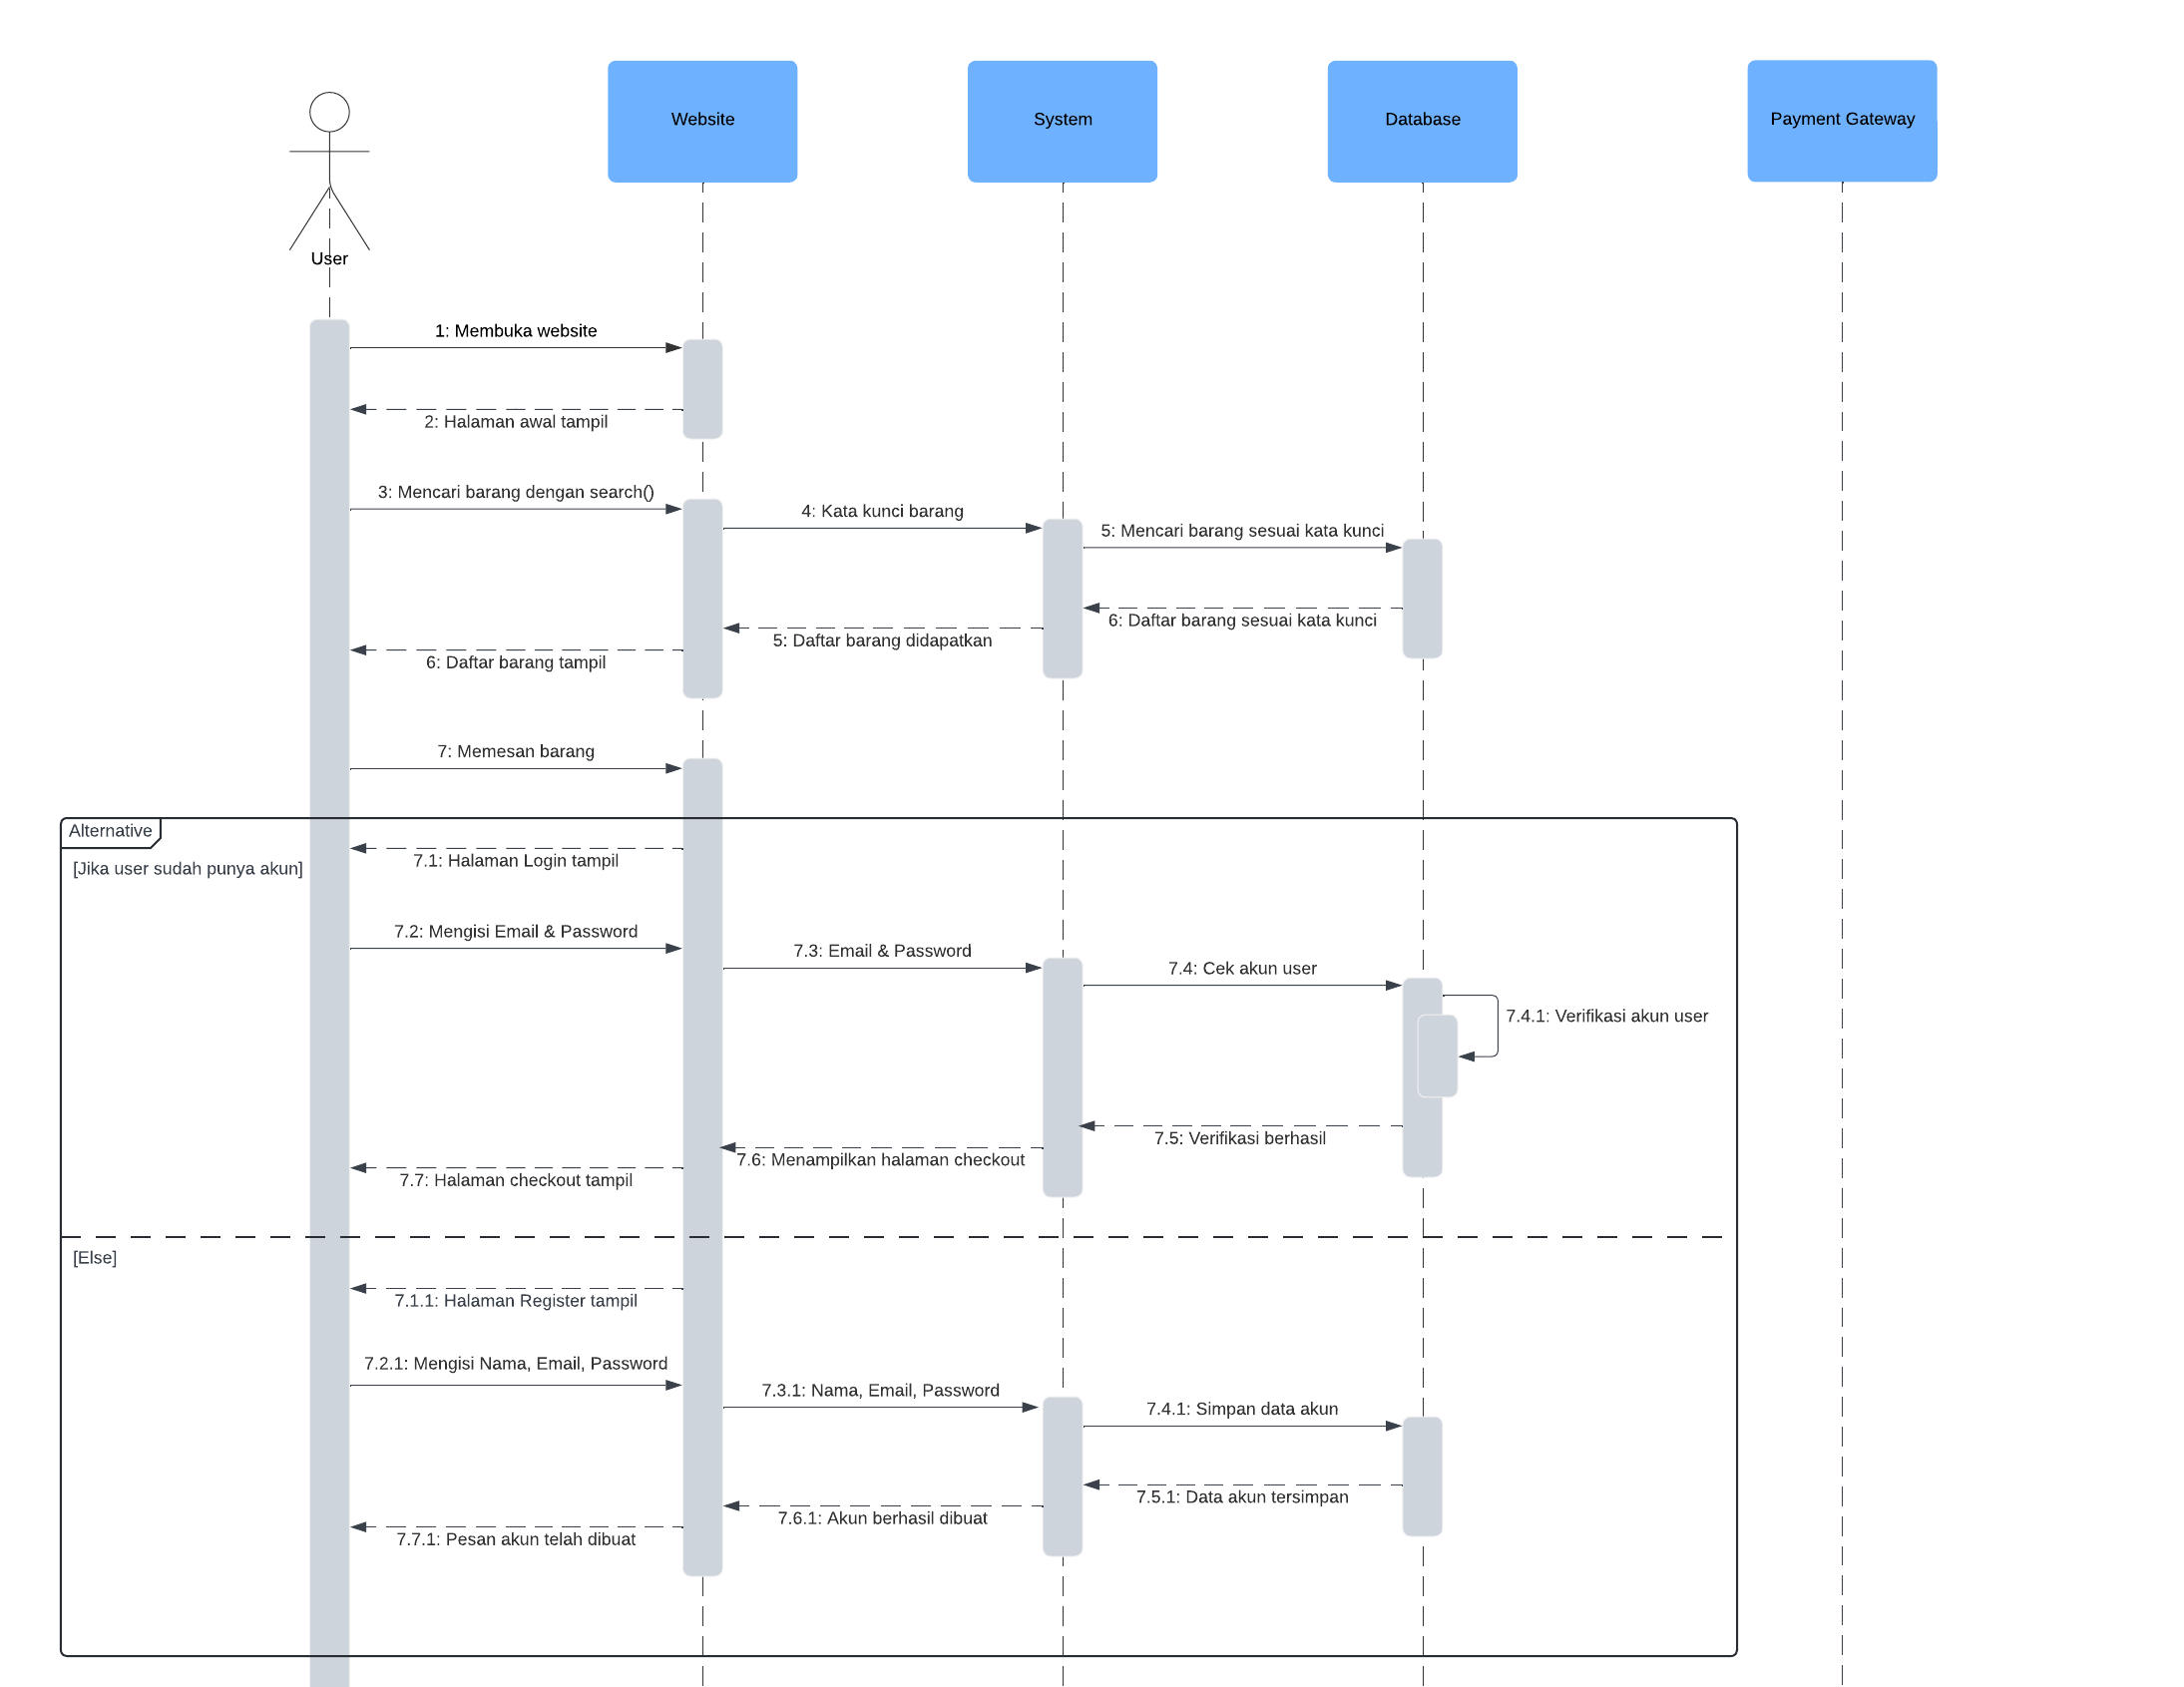 Website
System
Database
Payment Gateway
User
1: Membuka website
2: Halaman awal tampil
3: Mencari barang dengan search()
4: Kata kunci barang
5: Mencari barang sesuai kata kunci
6: Daftar barang sesuai kata kunci
5: Daftar barang didapatkan
6: Daftar barang tampil
7: Memesan barang
Alternative
[Jika user sudah punya akun]
7.1: Halaman Login tampil
7.2: Mengisi Email & Password
7.3: Email & Password
7.4: Cek akun user
7.4.1: Verifikasi akun user
7.5: Verifikasi berhasil
7.6: Menampilkan halaman checkout
7.7: Halaman checkout tampil
[Else]
7.1.1: Halaman Register tampil
7.2.1: Mengisi Nama, Email, Password
7.3.1: Nama, Email, Password
7.4.1: Simpan data akun
7.5.1: Data akun tersimpan
7.6.1: Akun berhasil dibuat
7.7.1: Pesan akun telah dibuat